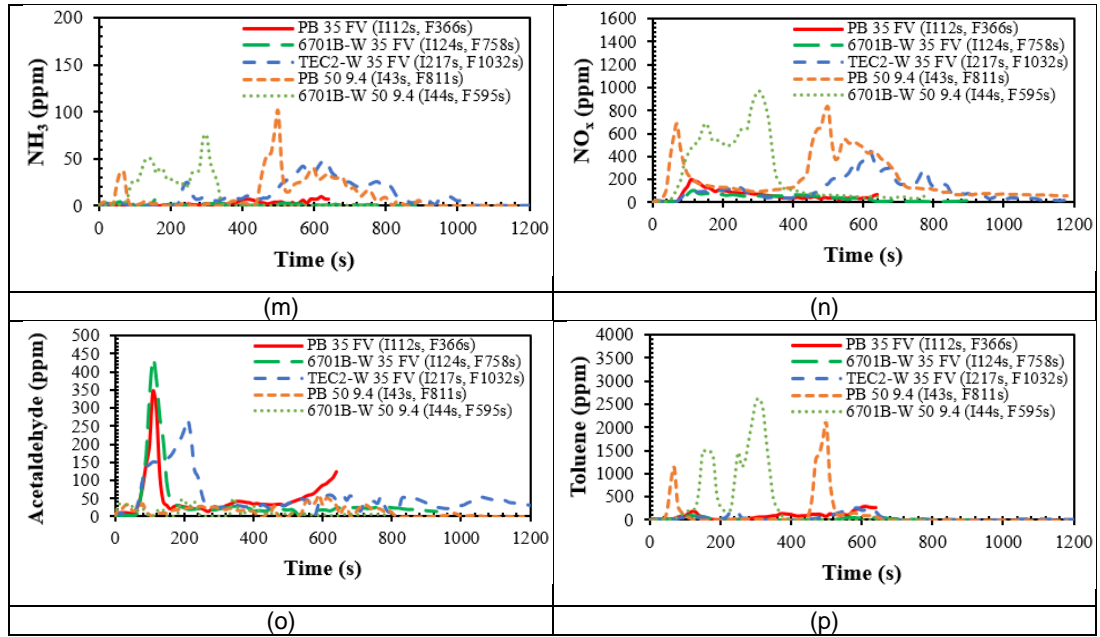 200
150
100
50
0
NH3 (ppm)
PB 35 FV (I112s, F366s)
6701B-W 35 FV (I124s, F758s)
TEC2-W 35 FV (I217s, F1032s)
PB 50 9.4 (I43s, F811s)
6701B-W 50 9.4 (I44s, F595s)
0 200 400 600 800 1000 1200
Time (s)
(m)
1600
1400
1200
1000
800
600
400
200
0
NOx (ppm)
PB 35 FV (I112s, F366s)
6701B-W 35 FV (I124s, F758s)
TEC2-W 35 FV (I217s, F1032s)
PB 50 9.4 (I43s, F811s)
6701B-W 50 9.4 (I44s, F595s)
0 200 400 600 800 1000 1200
Time (s)
(n)
500
450
400
350
300
250
200
150
100
50
0
Acetaldehyde (ppm)
PB 35 FV (I112s, F366s)
6701B-W 35 FV (I124s, F758s)
TEC2-W 35 FV (I217s, F1032s)
PB 50 9.4 (I43s, F811s)
6701B-W 50 9.4 (I44s, F595s)
0 200 400 600 800 1000 1200
Time (s)
(o)
4000
3500
3000
2500
2000
1500
1000
500
0
Toluene (ppm)
PB 35 FV (I112s, F366s)
6701B-W 35 FV (I124s, F758s)
TEC2-W 35 FV (I217s, F1032s)
PB 50 9.4 (I43s, F811s)
6701B-W 50 9.4 (I44s, F595s)
0 200 400 600 800 1000 1200
Time (s)
(p)